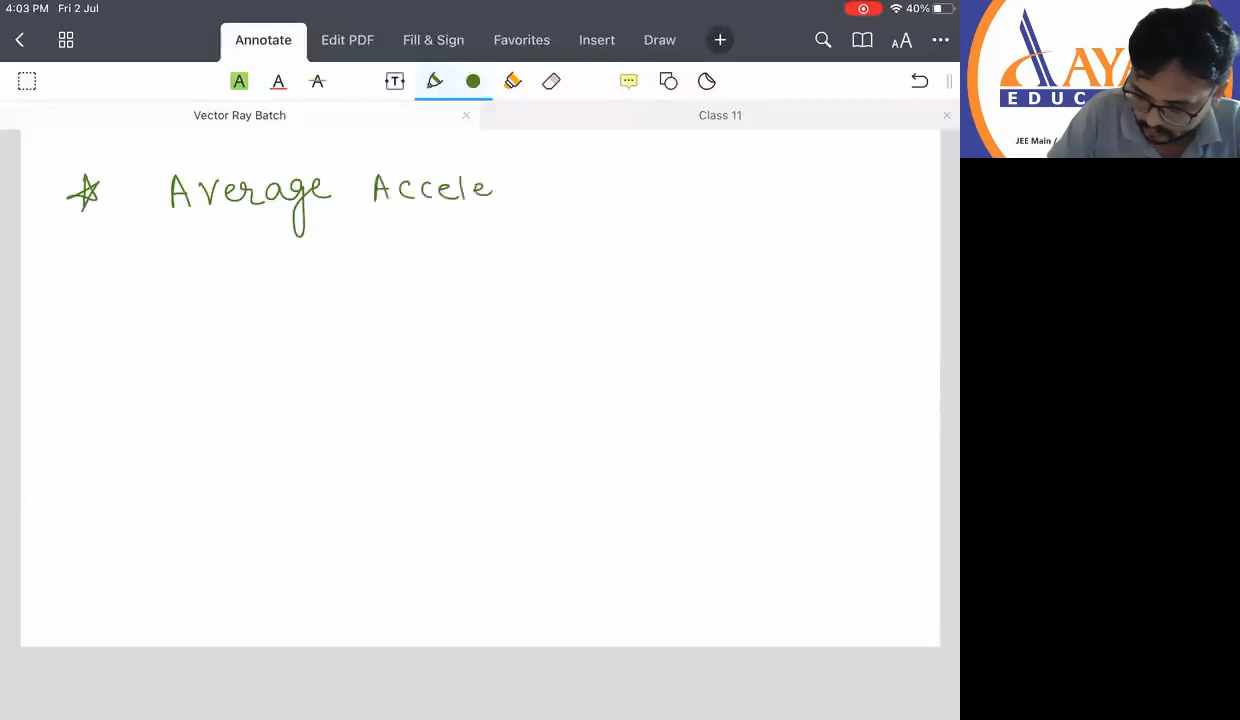 4:03 PM Fri 2 Jul 40%
Annotate Edit PDF Fill & Sign Favorites Insert Draw
Vector Ray Batch Class 11
Average Accele
AYA
EDUC
JEE Main /